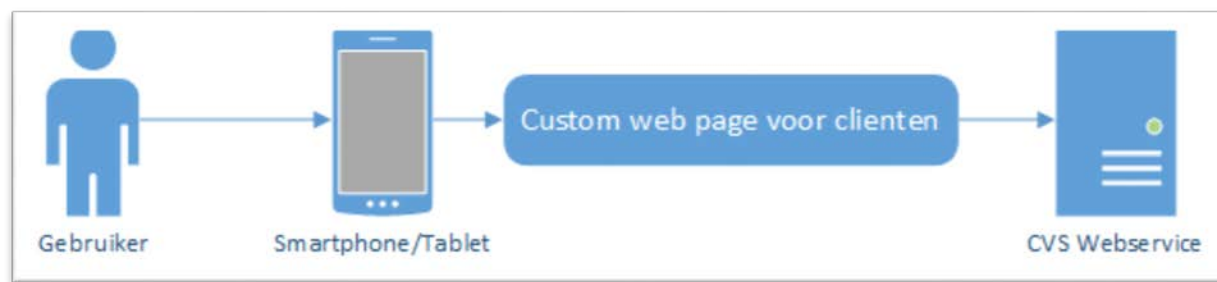 Custom web page voor clienten
Gebruiker
Smartphone/Tablet
CVS Webservice